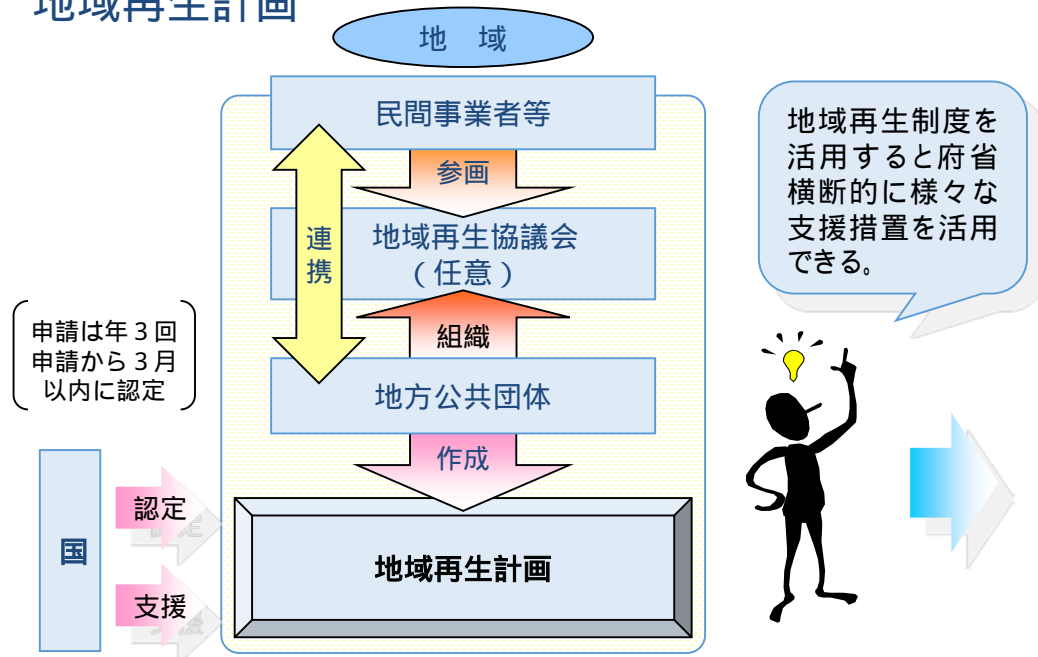 地域再生計画
地　域
民間事業者等
参画
連
携
地域再生協議会
（任意）
組織
地方公共団体
作成
地域再生計画
申請は年３回
申請から３月
以内に認定
国
認定
支援
地域再生制度を
活用すると府省
横断的に様々な
支援措置を活用
できる。